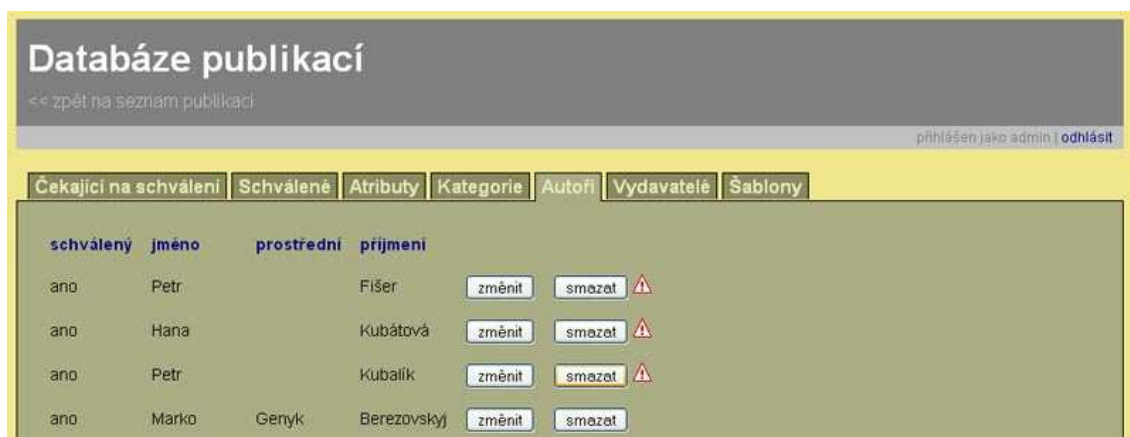 Databáze publikací
<< zpět na seznam publikací
přihlášen jako admin | odhlásit
Čekající na schválení Schválené Atributy Kategorie Autoři Vydavatelé Šablony
schválený jméno prostřední příjmení
ano Petr Fišer změnit smazat
ano Hana Kubátová změnit smazat
ano Petr Kubalík změnit smazat
ano Marko Genyk Berezovskyj změnit smazat